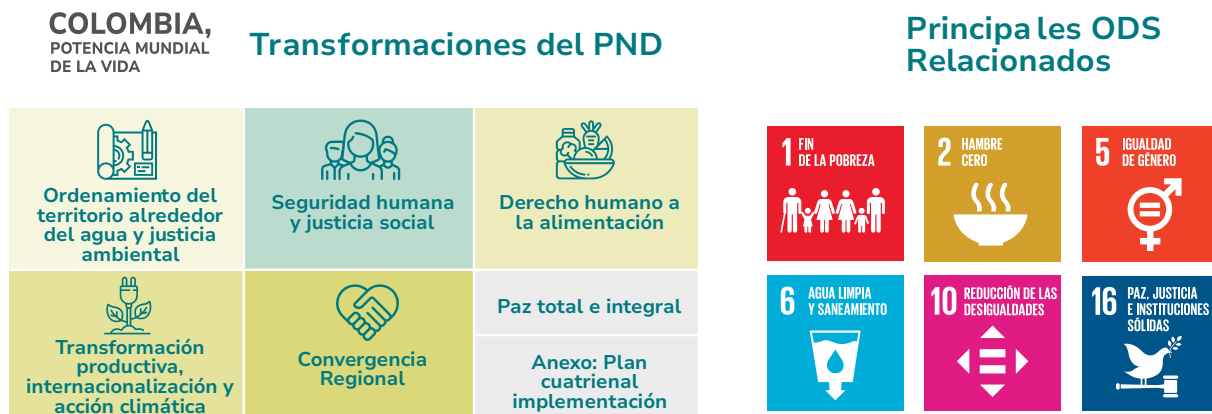 COLOMBIA,
POTENCIA MUNDIAL
DE LA VIDA
Transformaciones del PND
Principales ODS
Relacionados
Ordenamiento del
territorio alrededor
del agua y justicia
ambiental
Seguridad humana
y justicia social
Derecho humano a
la alimentación
Transformación
productiva,
internacionalización y
acción climática
Convergencia
Regional
Paz total e integral
Anexo: Plan
cuatrienal
implementación
1 FIN
DE LA POBREZA
2 HAMBRE
CERO
5 IGUALDAD
DE GÉNERO
6 AGUA LIMPIA
Y SANEAMIENTO
10 REDUCCIÓN DE LAS
DESIGUALDADES
16 PAZ, JUSTICIA
E INSTITUCIONES
SÓLIDAS